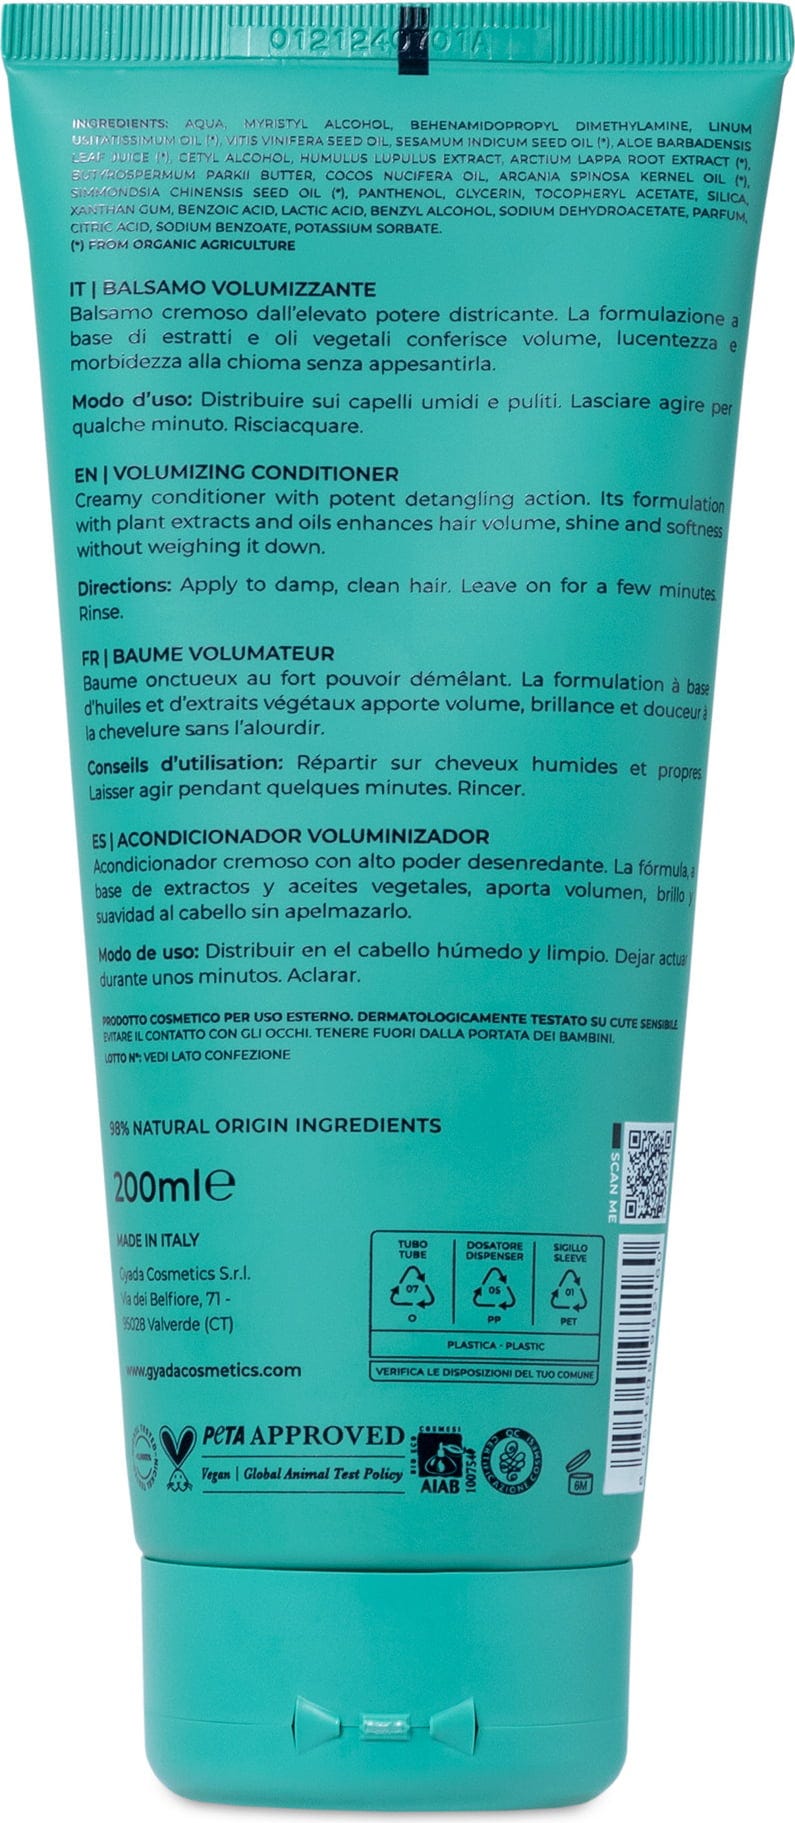 0121240701A
INGREDIENTS: AQUA, MYRISTYL ALCOHOL, BEHENAMIDOPROPYL DIMETHYLAMINE, LINUM
USITATISSIMUM OIL (*), VITIS VINIFERA SEED OIL, SESAMUM INDICUM SEED OIL (*), ALOE BARBADENSIS
LEAF JUICE (*), CETYL ALCOHOL, HUMULUS LUPULUS EXTRACT, ARCTIUM LAPPA ROOT EXTRACT (*),
BUTYROSPERMUM PARKII BUTTER, COCOS NUCIFERA OIL, ARGANIA SPINOSA KERNEL OIL (*),
SIMMONDSIA CHINENSIS SEED OIL (*), PANTHENOL, GLYCERIN, TOCOPHERYL ACETATE, SILICA,
XANTHAN GUM, BENZOIC ACID, LACTIC ACID, BENZYL ALCOHOL, SODIUM DEHYDROACETATE, PARFUM,
CITRIC ACID, SODIUM BENZOATE, POTASSIUM SORBATE.
(*) FROM ORGANIC AGRICULTURE
IT | BALSAMO VOLUMIZZANTE
Balsamo cremoso dall'elevato potere districante. La formulazione a
base di estratti e oli vegetali conferisce volume, lucentezza e
morbidezza alla chioma senza appesantirla.
Modo d'uso: Distribuire sui capelli umidi e puliti. Lasciare agire per
qualche minuto. Risciacquare.
EN | VOLUMIZING CONDITIONER
Creamy conditioner with potent detangling action. Its formulation
with plant extracts and oils enhances hair volume, shine and softness
without weighing it down.
Directions: Apply to damp, clean hair. Leave on for a few minutes.
Rinse.
FR | BAUME VOLUMATEUR
Baume onctueux au fort pouvoir démêlant. La formulation à base
d'huiles et d'extraits végétaux apporte volume, brillance et douceur à
la chevelure sans l'alourdir.
Conseils d'utilisation: Répartir sur cheveux humides et propres.
Laisser agir pendant quelques minutes. Rincer.
ES | ACONDICIONADOR VOLUMINIZADOR
Acondicionador cremoso con alto poder desenredante. La fórmula, a
base de extractos y aceites vegetales, aporta volumen, brillo y
suavidad al cabello sin apelmazarlo.
Modo de uso: Distribuir en el cabello húmedo y limpio. Dejar actuar
durante unos minutos. Aclarar.
PRODOTTO COSMETICO PER USO ESTERNO. DERMATOLOGICAMENTE TESTATO SU CUTE SENSIBILE.
EVITARE IL CONTATTO CON GLI OCCHI. TENERE FUORI DALLA PORTATA DEI BAMBINI.
LOTTO N°: VEDI LATO CONFEZIONE
98% NATURAL ORIGIN INGREDIENTS
SCAN ME
200ml℮
MADE IN ITALY
Gyada Cosmetics S.r.l.
Via dei Belfiore, 71 -
95028 Valverde (CT)
www.gyadacosmetics.com
TUBO DOSATORE SIGILLO
TUBE DISPENSER SLEEVE
07 05 01
O PP PET
PLASTICA - PLASTIC
VERIFICA LE DISPOSIZIONI DEL TUO COMUNE
PETA APPROVED
Vegan | Global Animal Test Policy
COSMESI
BIO ECO
AIAB
100754
QC CERTIFICAZIONE COSMESI
6M